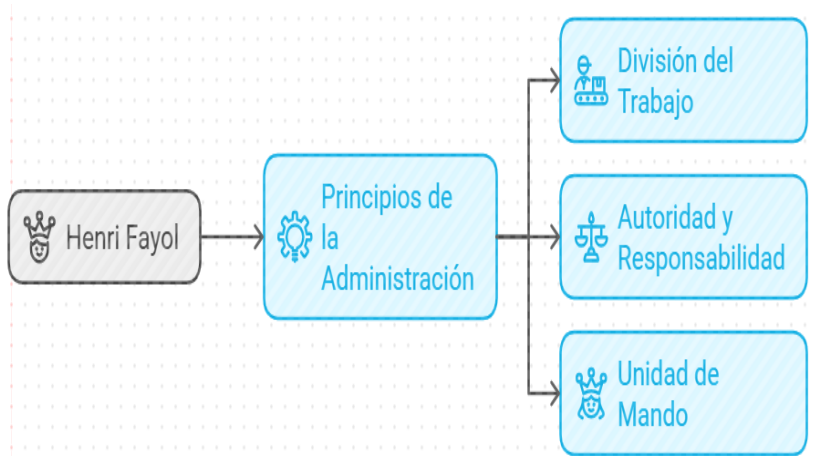 Henri Fayol
Principios de
la
Administración
División del
Trabajo
Autoridad y
Responsabilidad
Unidad de
Mando